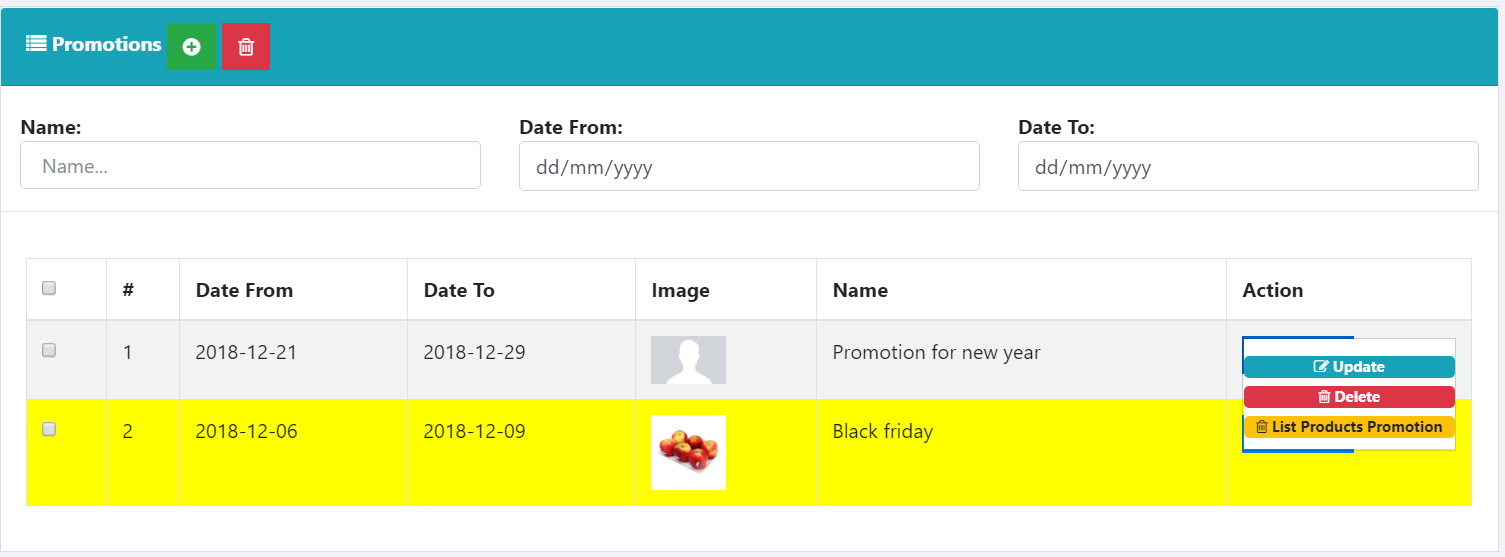 Promotions
Name: Date From: Date To:
Name... dd/mm/yyyy dd/mm/yyyy
# Date From Date To Image Name Action
1 2018-12-21 2018-12-29 Promotion for new year
Update
Delete
2 2018-12-06 2018-12-09 Black friday
List Products Promotion